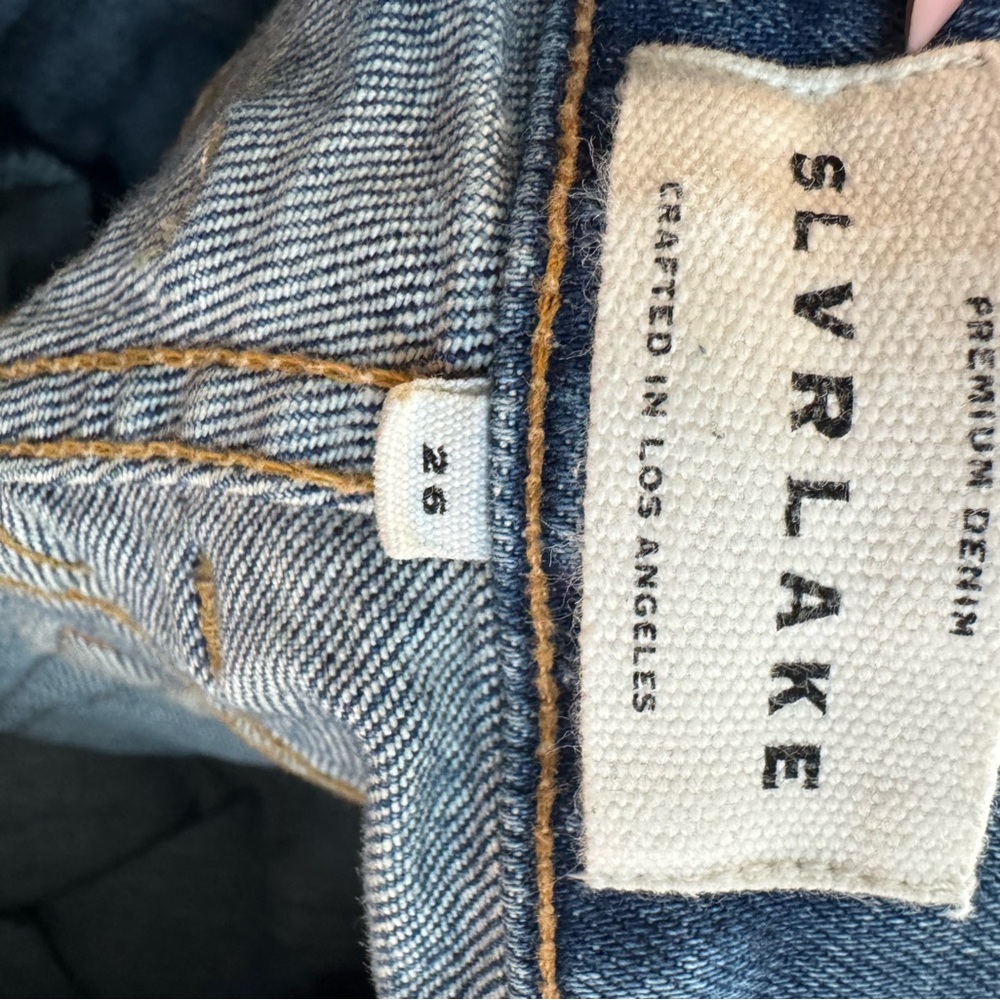 PREMIUM DENIM
SLVRLAKE
CRAFTED IN LOS ANGELES
26